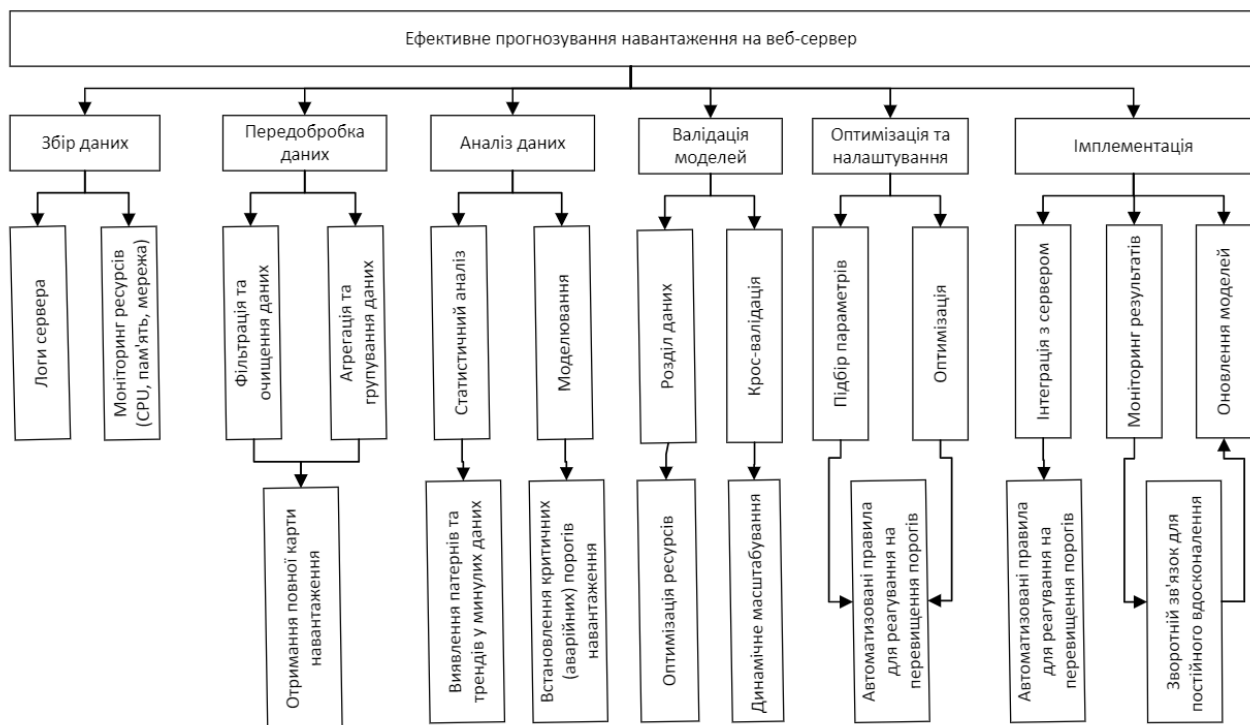 Ефективне прогнозування навантаження на веб-сервер
Збір даних
Передобробка
даних
Аналіз даних
Валідація
моделей
Оптимізація та
налаштування
Імплементація
Логи сервера
Моніторинг ресурсів
(CPU, пам'ять, мережа)
Фільтрація та
очищення даних
Агрегація та
групування даних
Статистичний аналіз
Моделювання
Розділ даних
Крос-валідація
Підбір параметрів
Оптимізація
Інтеграція з сервером
Моніторинг результатів
Оновлення моделей
Отримання повної карти
навантаження
Виявлення патернів та
трендів у минулих даних
Встановлення критичних
(аварійних) порогів
навантаження
Оптимізація ресурсів
Динамічне масштабування
Автоматизовані правила
для реагування на
перевищення порогів
Автоматизовані правила
для реагування на
перевищення порогів
Зворотній зв'язок для
постійного вдосконалення